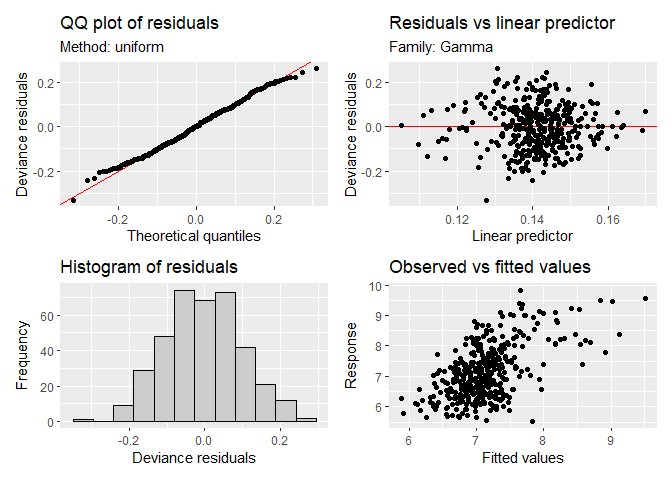 QQ plot of residuals
Method: uniform
Deviance residuals
0.2
0.0
-0.2
-0.2
0.0
0.2
Theoretical quantiles
Residuals vs linear predictor
Family: Gamma
Deviance residuals
0.2
0.0
-0.2
0.12
0.14
0.16
Linear predictor
Histogram of residuals
Frequency
60
40
20
0
-0.2
0.0
0.2
Deviance residuals
Observed vs fitted values
Response
10
9
8
7
6
6
7
8
9
Fitted values